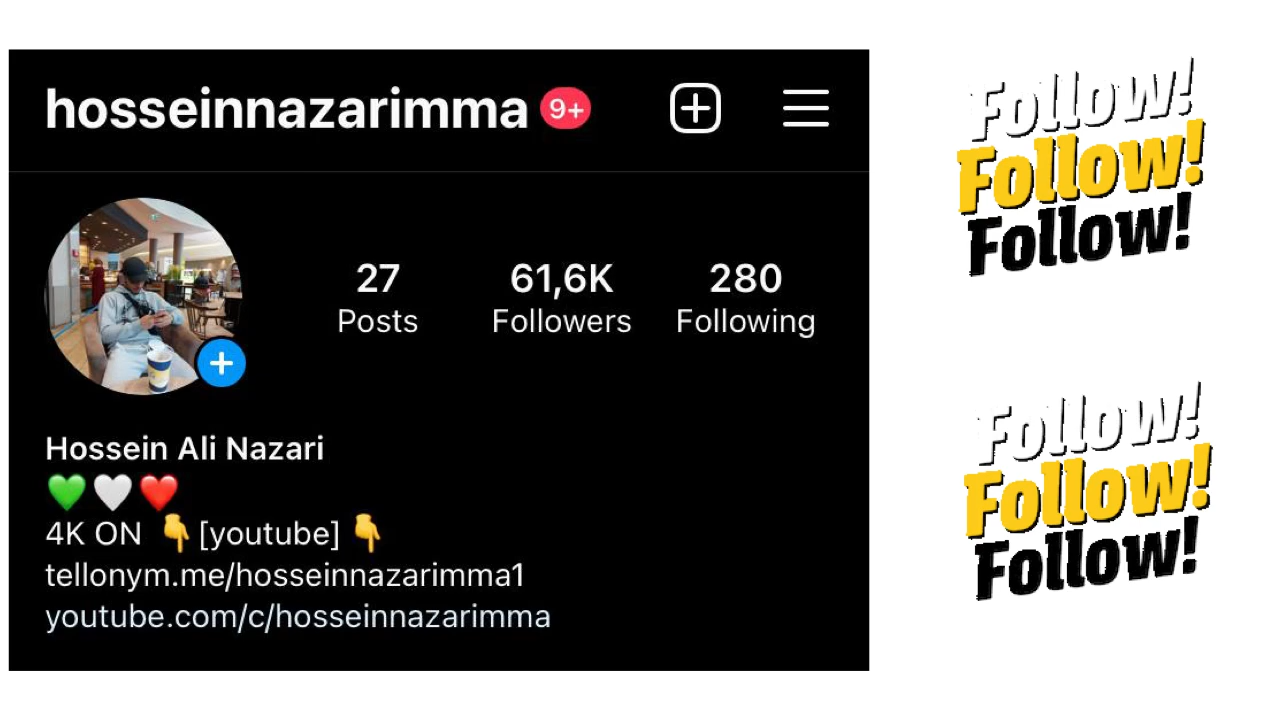 hosseinnazarimma 9+
27 61,6K 280
Posts Followers Following
Hossein Ali Nazari
💚🤍❤️
4K ON 👇[youtube]👇
tellonym.me/hosseinnazarimma1
youtube.com/c/hosseinnazarimma
Follow!
Follow!
Follow!
Follow!
Follow!
Follow!